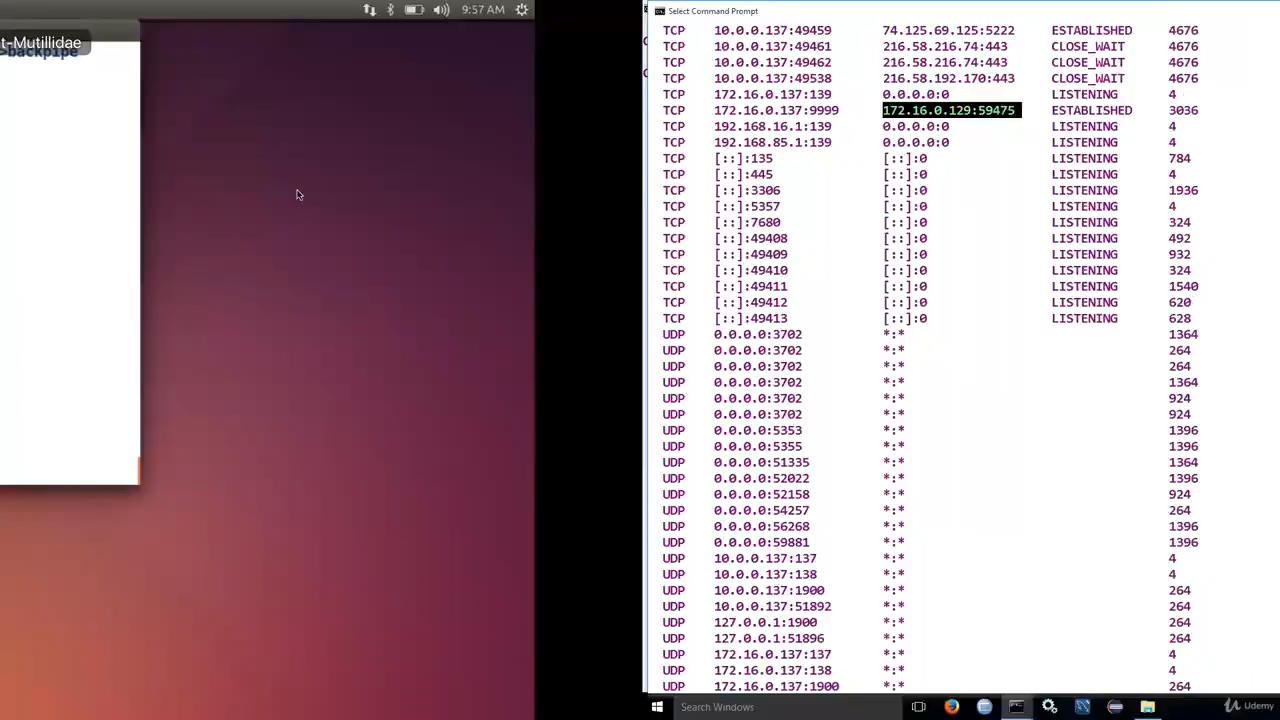 9:57 AM
t-Mutillidae
>backpipe
Select Command Prompt
TCP 10.0.0.137:49459 74.125.69.125:5222 ESTABLISHED 4676
TCP 10.0.0.137:49461 216.58.216.74:443 CLOSE_WAIT 4676
TCP 10.0.0.137:49462 216.58.216.74:443 CLOSE_WAIT 4676
TCP 10.0.0.137:49538 216.58.192.170:443 CLOSE_WAIT 4676
TCP 172.16.0.137:139 0.0.0.0:0 LISTENING 4
TCP 172.16.0.137:9999 172.16.0.129:59475 ESTABLISHED 3036
TCP 192.168.16.1:139 0.0.0.0:0 LISTENING 4
TCP 192.168.85.1:139 0.0.0.0:0 LISTENING 4
TCP [::]:135 [::]:0 LISTENING 784
TCP [::]:445 [::]:0 LISTENING 4
TCP [::]:3306 [::]:0 LISTENING 1936
TCP [::]:5357 [::]:0 LISTENING 4
TCP [::]:7680 [::]:0 LISTENING 324
TCP [::]:49408 [::]:0 LISTENING 492
TCP [::]:49409 [::]:0 LISTENING 932
TCP [::]:49410 [::]:0 LISTENING 324
TCP [::]:49411 [::]:0 LISTENING 1540
TCP [::]:49412 [::]:0 LISTENING 620
TCP [::]:49413 [::]:0 LISTENING 628
UDP 0.0.0.0:3702 *:* 1364
UDP 0.0.0.0:3702 *:* 264
UDP 0.0.0.0:3702 *:* 264
UDP 0.0.0.0:3702 *:* 1364
UDP 0.0.0.0:3702 *:* 924
UDP 0.0.0.0:3702 *:* 924
UDP 0.0.0.0:5353 *:* 1396
UDP 0.0.0.0:5355 *:* 1396
UDP 0.0.0.0:51335 *:* 1364
UDP 0.0.0.0:52022 *:* 1396
UDP 0.0.0.0:52158 *:* 924
UDP 0.0.0.0:54257 *:* 264
UDP 0.0.0.0:56268 *:* 1396
UDP 0.0.0.0:59881 *:* 1396
UDP 10.0.0.137:137 *:* 4
UDP 10.0.0.137:138 *:* 4
UDP 10.0.0.137:1900 *:* 264
UDP 10.0.0.137:51892 *:* 264
UDP 127.0.0.1:1900 *:* 264
UDP 127.0.0.1:51896 *:* 264
UDP 172.16.0.137:137 *:* 4
UDP 172.16.0.137:138 *:* 4
UDP 172.16.0.137:1900 *:* 264
Search Windows
Udemy